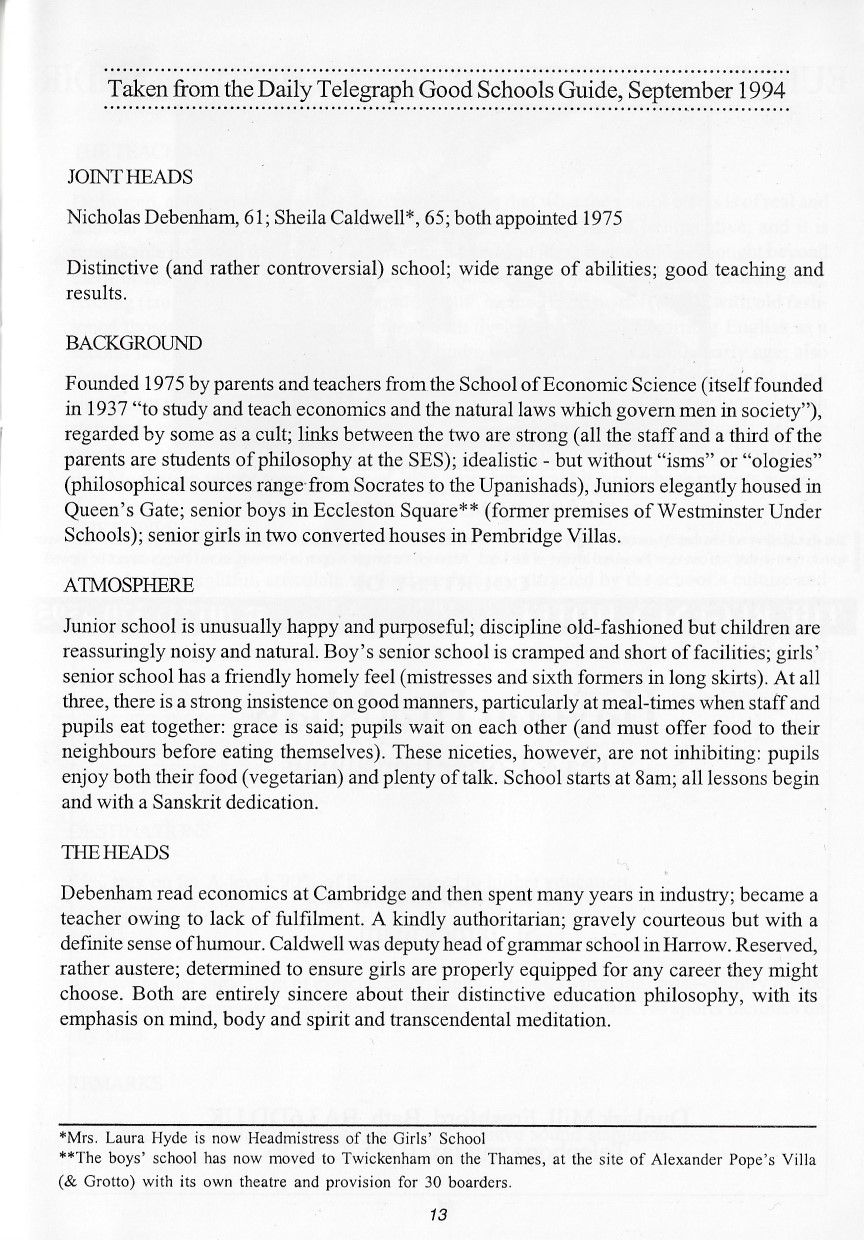 Taken from the Daily Telegraph Good Schools Guide, September 1994
JOINT HEADS
Nicholas Debenham, 61; Sheila Caldwell*, 65; both appointed 1975
Distinctive (and rather controversial) school; wide range of abilities; good teaching and
results.
BACKGROUND
Founded 1975 by parents and teachers from the School of Economic Science (itself founded
in 1937 “to study and teach economics and the natural laws which govern men in society”),
regarded by some as a cult; links between the two are strong (all the staff and a third of the
parents are students of philosophy at the SES); idealistic - but without “isms” or “ologies”
(philosophical sources range from Socrates to the Upanishads), Juniors elegantly housed in
Queen’s Gate; senior boys in Eccleston Square** (former premises of Westminster Under
Schools); senior girls in two converted houses in Pembridge Villas.
ATMOSPHERE
Junior school is unusually happy and purposeful; discipline old-fashioned but children are
reassuringly noisy and natural. Boy’s senior school is cramped and short of facilities; girls’
senior school has a friendly homely feel (mistresses and sixth formers in long skirts). At all
three, there is a strong insistence on good manners, particularly at meal-times when staff and
pupils eat together: grace is said; pupils wait on each other (and must offer food to their
neighbours before eating themselves). These niceties, however, are not inhibiting: pupils
enjoy both their food (vegetarian) and plenty of talk. School starts at 8am; all lessons begin
and with a Sanskrit dedication.
THE HEADS
Debenham read economics at Cambridge and then spent many years in industry; became a
teacher owing to lack of fulfilment. A kindly authoritarian; gravely courteous but with a
definite sense of humour. Caldwell was deputy head of grammar school in Harrow. Reserved,
rather austere; determined to ensure girls are properly equipped for any career they might
choose. Both are entirely sincere about their distinctive education philosophy, with its
emphasis on mind, body and spirit and transcendental meditation.
*Mrs. Laura Hyde is now Headmistress of the Girls’ School
**The boys’ school has now moved to Twickenham on the Thames, at the site of Alexander Pope’s Villa
(& Grotto) with its own theatre and provision for 30 boarders.
13